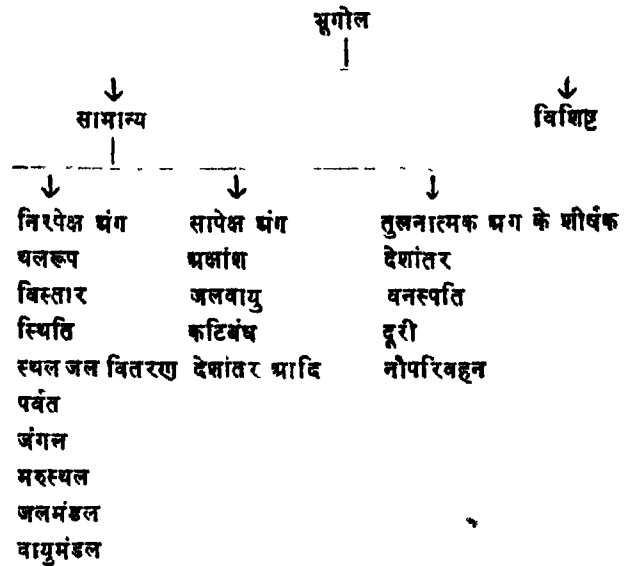 भूगोल
सामान्य विशिष्ट
निरपेक्ष अंग सापेक्ष अंग तुलनात्मक अग के शीर्षक
थलरूप अक्षांश देशांतर
विस्तार जलवायु वनस्पति
स्थिति कटिबंध दूरी
स्थल जल वितरण देशांतर आदि नौपरिवहन
पर्वत
जंगल
मरुस्थल
जलमंडल
वायुमंडल